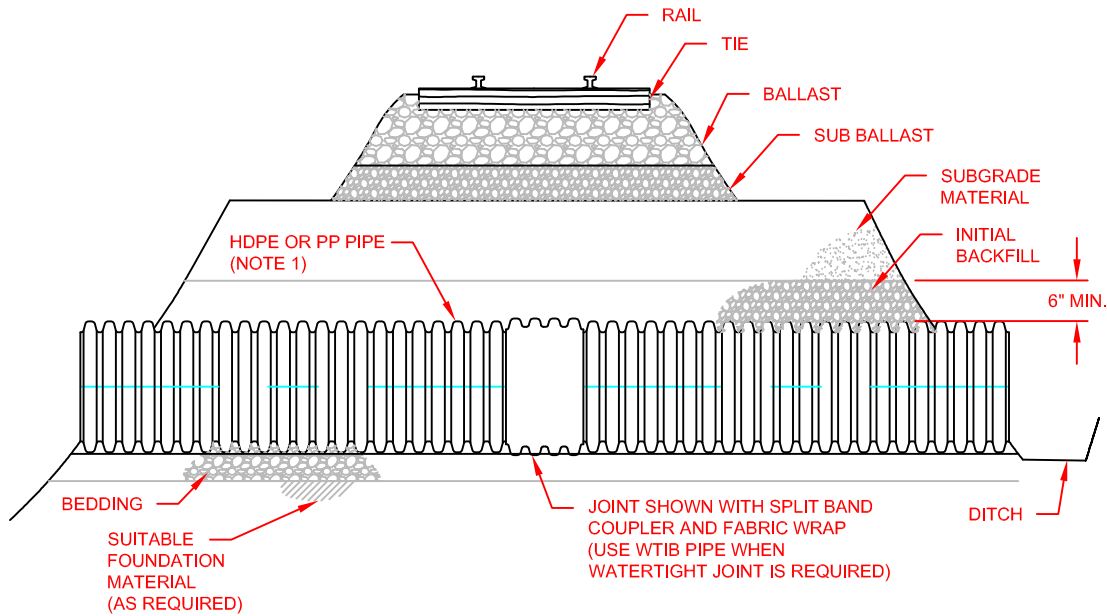 RAIL
TIE
BALLAST
SUB BALLAST
SUBGRADE
MATERIAL
HDPE OR PP PIPE
(NOTE 1)
INITIAL
BACKFILL
6" MIN.
BEDDING
SUITABLE
FOUNDATION
MATERIAL
(AS REQUIRED)
JOINT SHOWN WITH SPLIT BAND
COUPLER AND FABRIC WRAP
(USE WTIB PIPE WHEN
WATERTIGHT JOINT IS REQUIRED)
DITCH